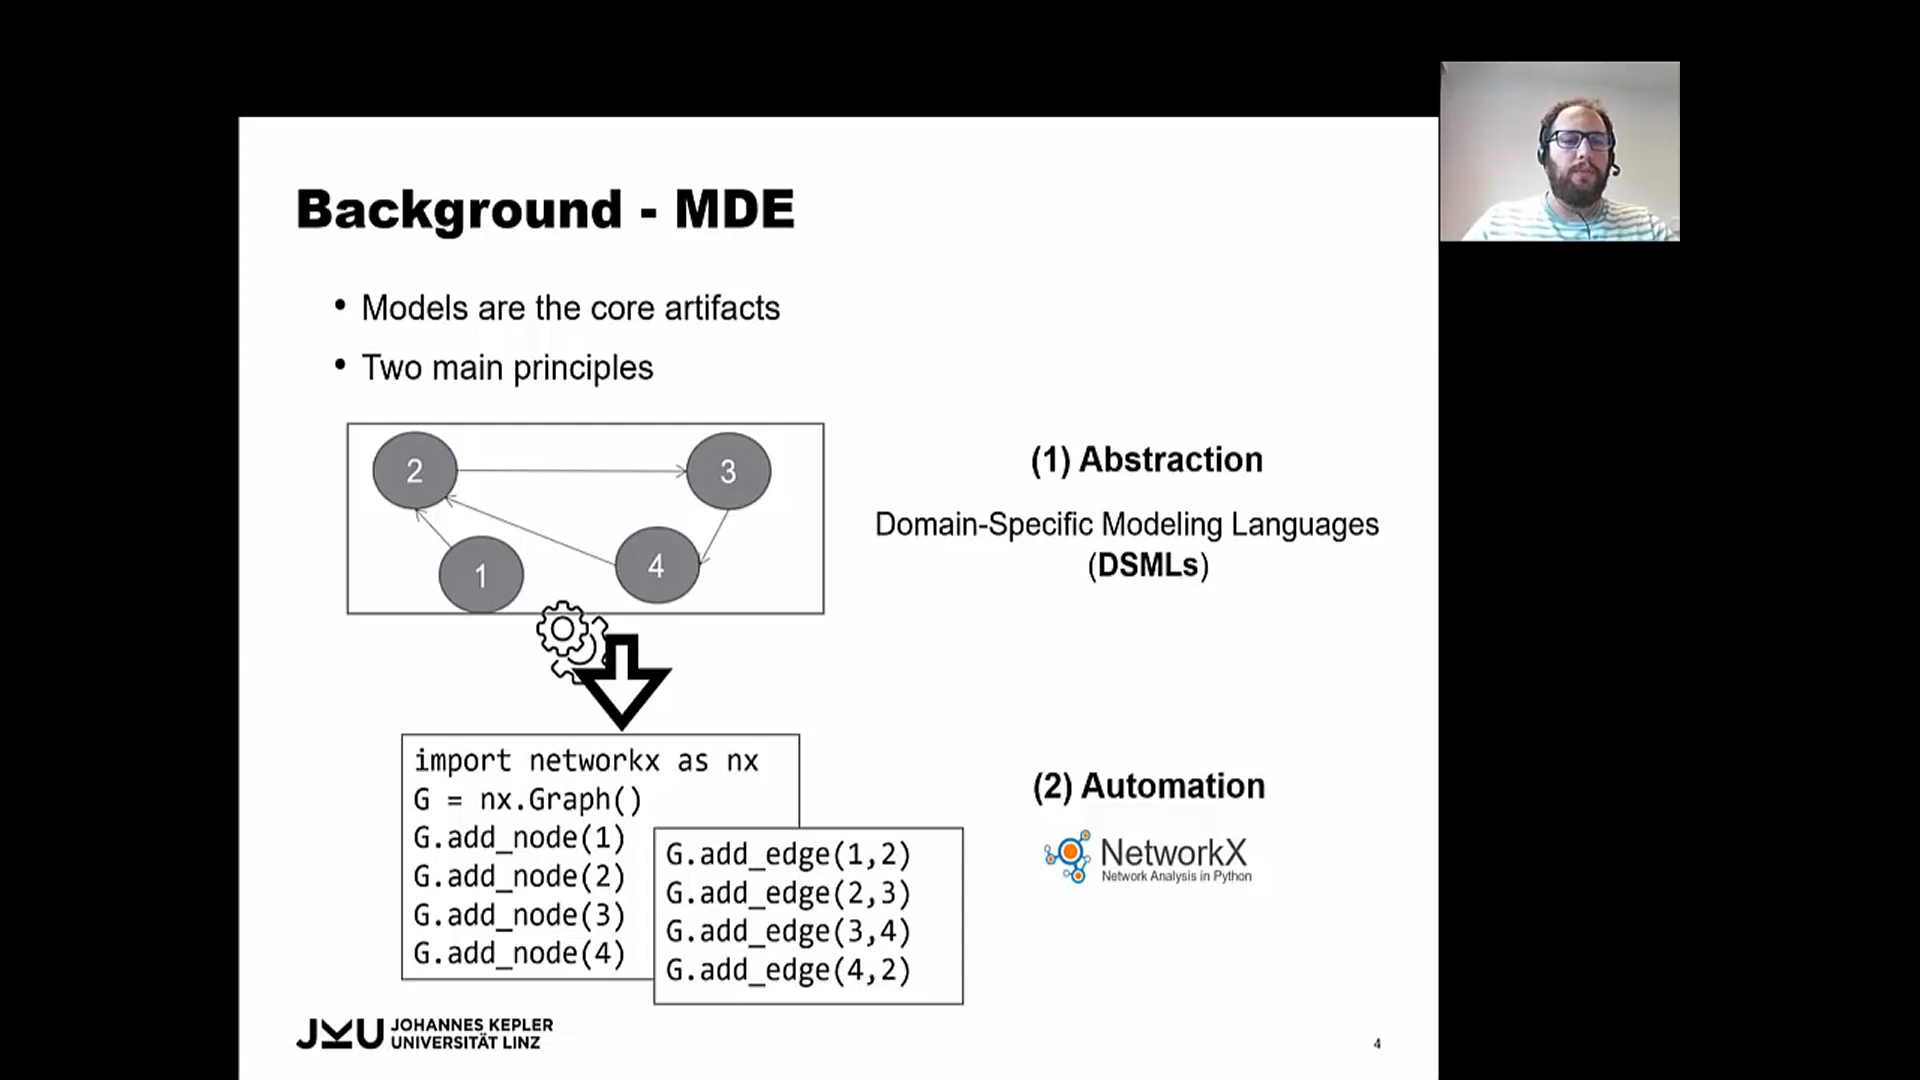 Background - MDE
• Models are the core artifacts
• Two main principles
2
3
1
4
(1) Abstraction
Domain-Specific Modeling Languages
(DSMLs)
import networkx as nx
G = nx.Graph()
G.add_node(1)
G.add_node(2)
G.add_node(3)
G.add_node(4)
G.add_edge(1,2)
G.add_edge(2,3)
G.add_edge(3,4)
G.add_edge(4,2)
(2) Automation
NetworkX
Network Analysis in Python
JKU JOHANNES KEPLER
UNIVERSITÄT LINZ
4